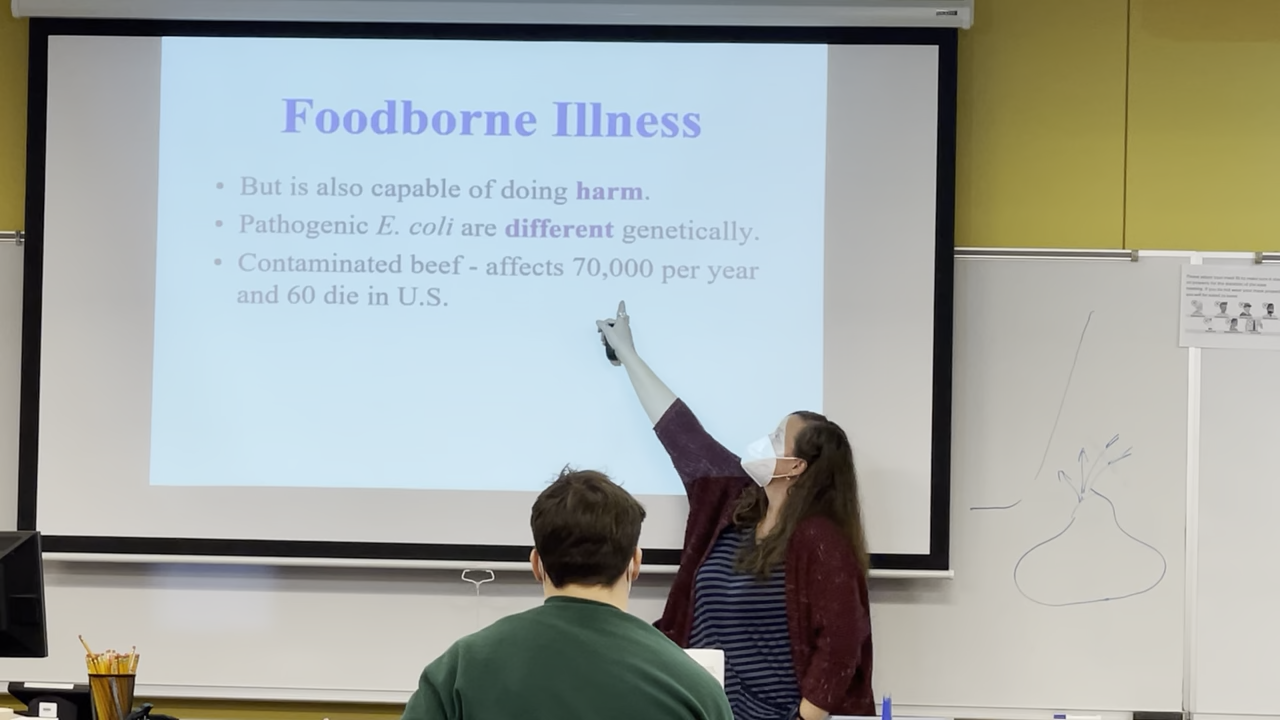 Foodborne Illness
• But is also capable of doing harm.
• Pathogenic E. coli are different genetically.
• Contaminated beef - affects 70,000 per year
and 60 die in U.S.